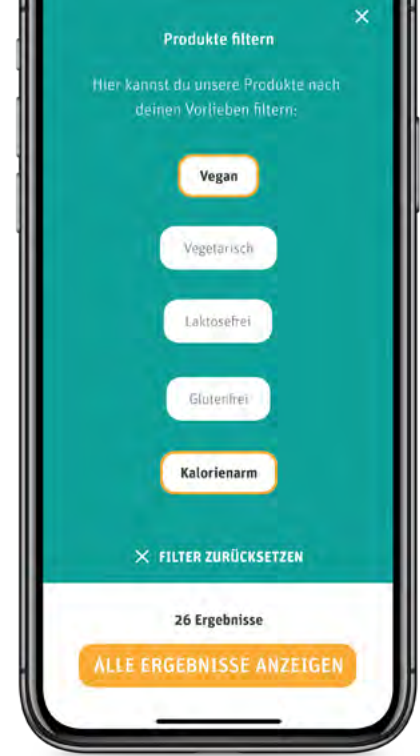 Produkte filtern
Hier kannst du unsere Produkte nach
deinen Vorlieben filtern:
Vegan
Vegetarisch
Laktosefrei
Glutenfrei
Kalorienarm
FILTER ZURÜCKSETZEN
26 Ergebnisse
ALLE ERGEBNISSE ANZEIGEN